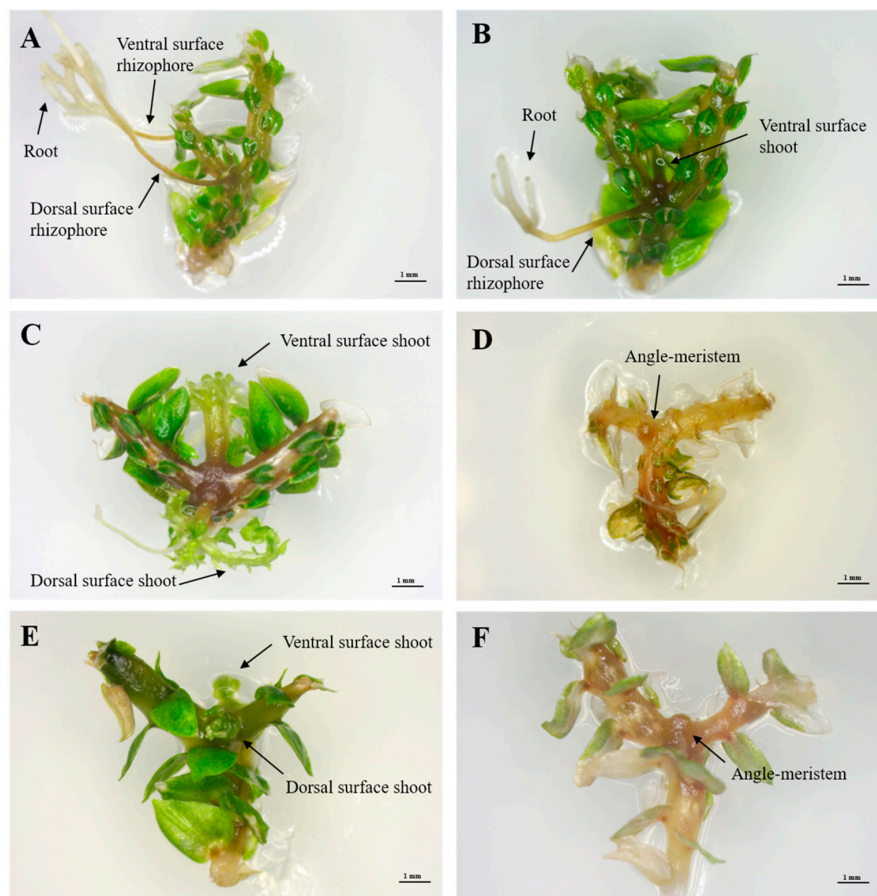 A
Ventral surface
rhizophore
Root
Dorsal surface
rhizophore
1 mm
B
Root
Ventral surface
shoot
Dorsal surface
rhizophore
1 mm
C
Ventral surface shoot
Dorsal surface shoot
1 mm
D
Angle-meristem
1 mm
E
Ventral surface shoot
Dorsal surface shoot
1 mm
F
Angle-meristem
1 mm